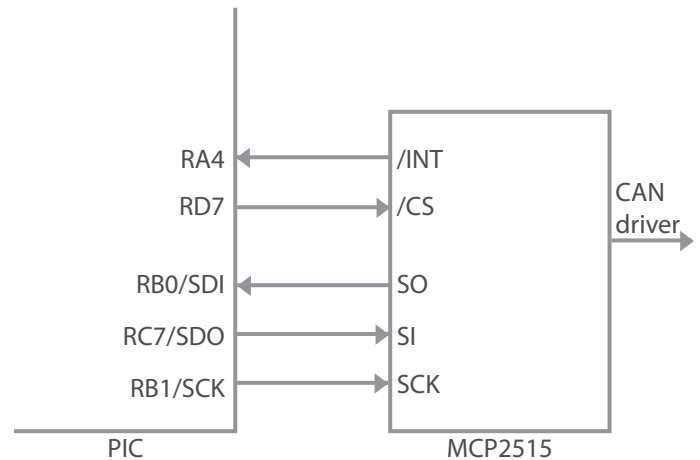 RA4
/INT
RD7
/CS
CAN
driver
RB0/SDI
SO
RC7/SDO
SI
RB1/SCK
SCK
PIC
MCP2515